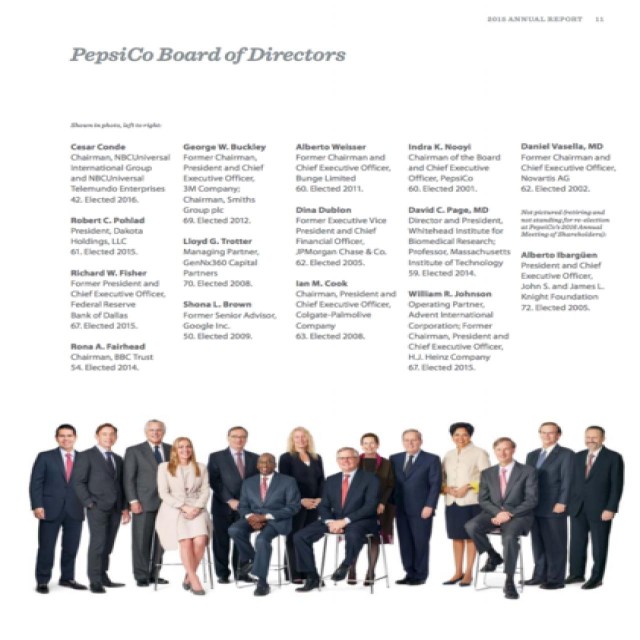 2015 ANNUAL REPORT 11
PepsiCo Board of Directors
Shown in photo, left to right:
Cesar Conde
Chairman, NBCUniversal
International Group
and NBCUniversal
Telemundo Enterprises
42. Elected 2016.
Robert C. Pohlad
President, Dakota
Holdings, LLC
61. Elected 2015.
Richard W. Fisher
Former President and
Chief Executive Officer,
Federal Reserve
Bank of Dallas
67. Elected 2015.
Rona A. Fairhead
Chairman, BBC Trust
54. Elected 2014.
George W. Buckley
Former Chairman,
President and Chief
Executive Officer,
3M Company;
Chairman, Smiths
Group plc
69. Elected 2012.
Lloyd G. Trotter
Managing Partner,
GenNx360 Capital
Partners
70. Elected 2008.
Shona L. Brown
Former Senior Advisor,
Google Inc.
50. Elected 2009.
Alberto Weisser
Former Chairman and
Chief Executive Officer,
Bunge Limited
60. Elected 2011.
Dina Dublon
Former Executive Vice
President and Chief
Financial Officer,
JPMorgan Chase & Co.
62. Elected 2005.
Ian M. Cook
Chairman, President and
Chief Executive Officer,
Colgate-Palmolive
Company
63. Elected 2008.
Indra K. Nooyi
Chairman of the Board
and Chief Executive
Officer, PepsiCo
60. Elected 2001.
David C. Page, MD
Director and President,
Whitehead Institute for
Biomedical Research;
Professor, Massachusetts
Institute of Technology
59. Elected 2014.
William R. Johnson
Operating Partner,
Advent International
Corporation; Former
Chairman, President and
Chief Executive Officer,
H.J. Heinz Company
67. Elected 2015.
Daniel Vasella, MD
Former Chairman and
Chief Executive Officer,
Novartis AG
62. Elected 2002.
Not pictured (retiring and
not standing for re-election
at PepsiCo's 2016 Annual
Meeting of Shareholders):
Alberto Ibargüen
President and Chief
Executive Officer,
John S. and James L.
Knight Foundation
72. Elected 2005.